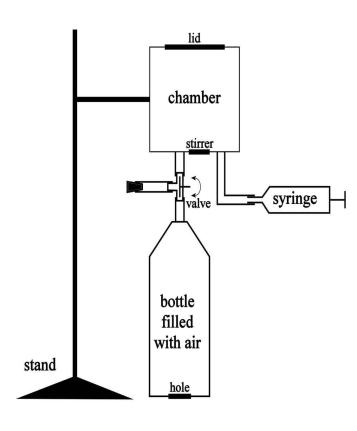 lid
chamber
stirrer
valve
syringe
bottle
filled
with air
stand
hole